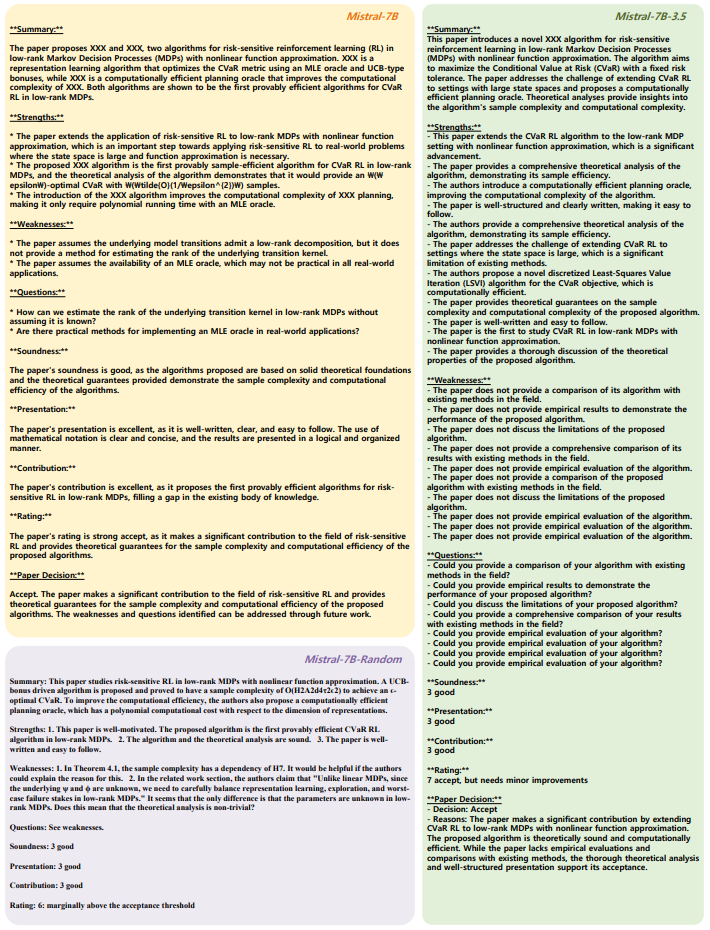 Mistral-7B
**Summary:**
The paper proposes XXX and XXX, two algorithms for risk-sensitive reinforcement learning (RL) in
low-rank Markov Decision Processes (MDPs) with nonlinear function approximation. XXX is a
representation learning algorithm that optimizes the CVaR metric using an MLE oracle and UCB-type
bonuses, while XXX is a computationally efficient planning oracle that improves the computational
complexity of XXX. Both algorithms are shown to be the first provably efficient algorithms for CVaR
RL in low-rank MDPs.
**Strengths:**
* The paper extends the application of risk-sensitive RL to low-rank MDPs with nonlinear function
approximation, which is an important step towards applying risk-sensitive RL to real-world problems
where the state space is large and function approximation is necessary.
* The proposed XXX algorithm is the first provably sample-efficient algorithm for CVaR RL in low-rank
MDPs, and the theoretical analysis of the algorithm demonstrates that it would provide an ₩(₩
epsilon₩)-optimal CVaR with ₩(₩tilde{O}(1/₩epsilon^{2})₩) samples.
* The introduction of the XXX algorithm improves the computational complexity of XXX planning,
making it only require polynomial running time with an MLE oracle.
**Weaknesses:**
* The paper assumes the underlying model transitions admit a low-rank decomposition, but it does
not provide a method for estimating the rank of the underlying transition kernel.
* The paper assumes the availability of an MLE oracle, which may not be practical in all real-world
applications.
**Questions:**
* How can we estimate the rank of the underlying transition kernel in low-rank MDPs without
assuming it is known?
* Are there practical methods for implementing an MLE oracle in real-world applications?
**Soundness:**
The paper's soundness is good, as the algorithms proposed are based on solid theoretical foundations
and the theoretical guarantees provided demonstrate the sample complexity and computational
efficiency of the algorithms.
**Presentation:**
The paper's presentation is excellent, as it is well-written, clear, and easy to follow. The use of
mathematical notation is clear and concise, and the results are presented in a logical and organized
manner.
**Contribution:**
The paper's contribution is excellent, as it proposes the first provably efficient algorithms for risk-
sensitive RL in low-rank MDPs, filling a gap in the existing body of knowledge.
**Rating:**
The paper's rating is strong accept, as it makes a significant contribution to the field of risk-sensitive
RL and provides theoretical guarantees for the sample complexity and computational efficiency of the
proposed algorithms.
**Paper Decision:**
Accept. The paper makes a significant contribution to the field of risk-sensitive RL and provides
theoretical guarantees for the sample complexity and computational efficiency of the proposed
algorithms. The weaknesses and questions identified can be addressed through future work.
Mistral-7B-Random
Summary: This paper studies risk-sensitive RL in low-rank MDPs with nonlinear function approximation. A UCB-
bonus driven algorithm is proposed and proved to have a sample complexity of O(H2A2d4τ2ϵ2) to achieve an ϵ-
optimal CVaR. To improve the computational efficiency, the authors also propose a computationally efficient
planning oracle, which has a polynomial computational cost with respect to the dimension of representations.
Strengths: 1. This paper is well-motivated. The proposed algorithm is the first provably efficient CVaR RL
algorithm in low-rank MDPs. 2. The algorithm and the theoretical analysis are sound. 3. The paper is well-
written and easy to follow.
Weaknesses: 1. In Theorem 4.1, the sample complexity has a dependency of H7. It would be helpful if the authors
could explain the reason for this. 2. In the related work section, the authors claim that "Unlike linear MDPs, since
the underlying ψ and ϕ are unknown, we need to carefully balance representation learning, exploration, and worst-
case failure stakes in low-rank MDPs." It seems that the only difference is that the parameters are unknown in low-
rank MDPs. Does this mean that the theoretical analysis is non-trivial?
Questions: See weaknesses.
Soundness: 3 good
Presentation: 3 good
Contribution: 3 good
Rating: 6: marginally above the acceptance threshold
Mistral-7B-3.5
**Summary:**
This paper introduces a novel XXX algorithm for risk-sensitive
reinforcement learning in low-rank Markov Decision Processes
(MDPs) with nonlinear function approximation. The algorithm aims
to maximize the Conditional Value at Risk (CVaR) with a fixed risk
tolerance. The paper addresses the challenge of extending CVaR RL
to settings with large state spaces and proposes a computationally
efficient planning oracle. Theoretical analyses provide insights into
the algorithm's sample complexity and computational complexity.
**Strengths:**
- This paper extends the CVaR RL algorithm to the low-rank MDP
setting with nonlinear function approximation, which is a significant
advancement.
- The paper provides a comprehensive theoretical analysis of the
algorithm, demonstrating its sample efficiency.
- The authors introduce a computationally efficient planning oracle,
improving the computational complexity of the algorithm.
- The paper is well-structured and clearly written, making it easy to
follow.
- The authors provide a comprehensive theoretical analysis of the
algorithm, demonstrating its sample efficiency.
- The paper addresses the challenge of extending CVaR RL to
settings where the state space is large, which is a significant
limitation of existing methods.
- The authors propose a novel discretized Least-Squares Value
Iteration (LSVI) algorithm for the CVaR objective, which is
computationally efficient.
- The paper provides theoretical guarantees on the sample
complexity and computational complexity of the proposed algorithm.
- The paper is well-written and easy to follow.
- The paper is the first to study CVaR RL in low-rank MDPs with
nonlinear function approximation.
- The paper provides a thorough discussion of the theoretical
properties of the proposed algorithm.
**Weaknesses:**
- The paper does not provide a comparison of its algorithm with
existing methods in the field.
- The paper does not provide empirical results to demonstrate the
performance of the proposed algorithm.
- The paper does not discuss the limitations of the proposed
algorithm.
- The paper does not provide a comprehensive comparison of its
results with existing methods in the field.
- The paper does not provide empirical evaluation of the algorithm.
- The paper does not provide a comparison of the proposed
algorithm with existing methods in the field.
- The paper does not discuss the limitations of the proposed
algorithm.
- The paper does not provide empirical evaluation of the algorithm.
- The paper does not provide empirical evaluation of the algorithm.
- The paper does not provide empirical evaluation of the algorithm.
**Questions:**
- Could you provide a comparison of your algorithm with existing
methods in the field?
- Could you provide empirical results to demonstrate the
performance of your proposed algorithm?
- Could you discuss the limitations of your proposed algorithm?
- Could you provide a comprehensive comparison of your results
with existing methods in the field?
- Could you provide empirical evaluation of your algorithm?
- Could you provide empirical evaluation of your algorithm?
- Could you provide empirical evaluation of your algorithm?
- Could you provide empirical evaluation of your algorithm?
**Soundness:**
3 good
**Presentation:**
3 good
**Contribution:**
3 good
**Rating:**
7 accept, but needs minor improvements
**Paper Decision:**
- Decision: Accept
- Reasons: The paper makes a significant contribution by extending
CVaR RL to low-rank MDPs with nonlinear function approximation.
The proposed algorithm is theoretically sound and computationally
efficient. While the paper lacks empirical evaluations and
comparisons with existing methods, the thorough theoretical analysis
and well-structured presentation support its acceptance.